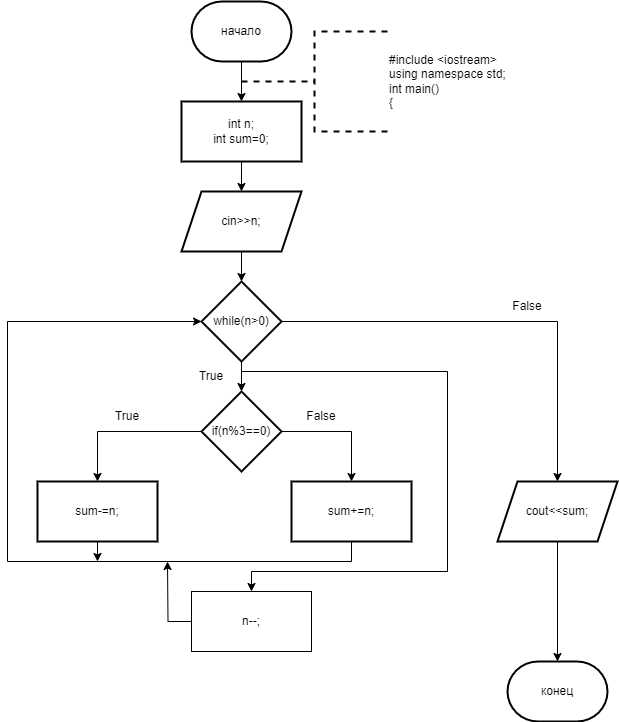 начало
#include <iostream>
using namespace std;
int main()
{
int n;
int sum=0;
cin>>n;
while(n>0)
False
True
if(n%3==0)
True
False
sum-=n;
sum+=n;
cout<<sum;
n--;
конец